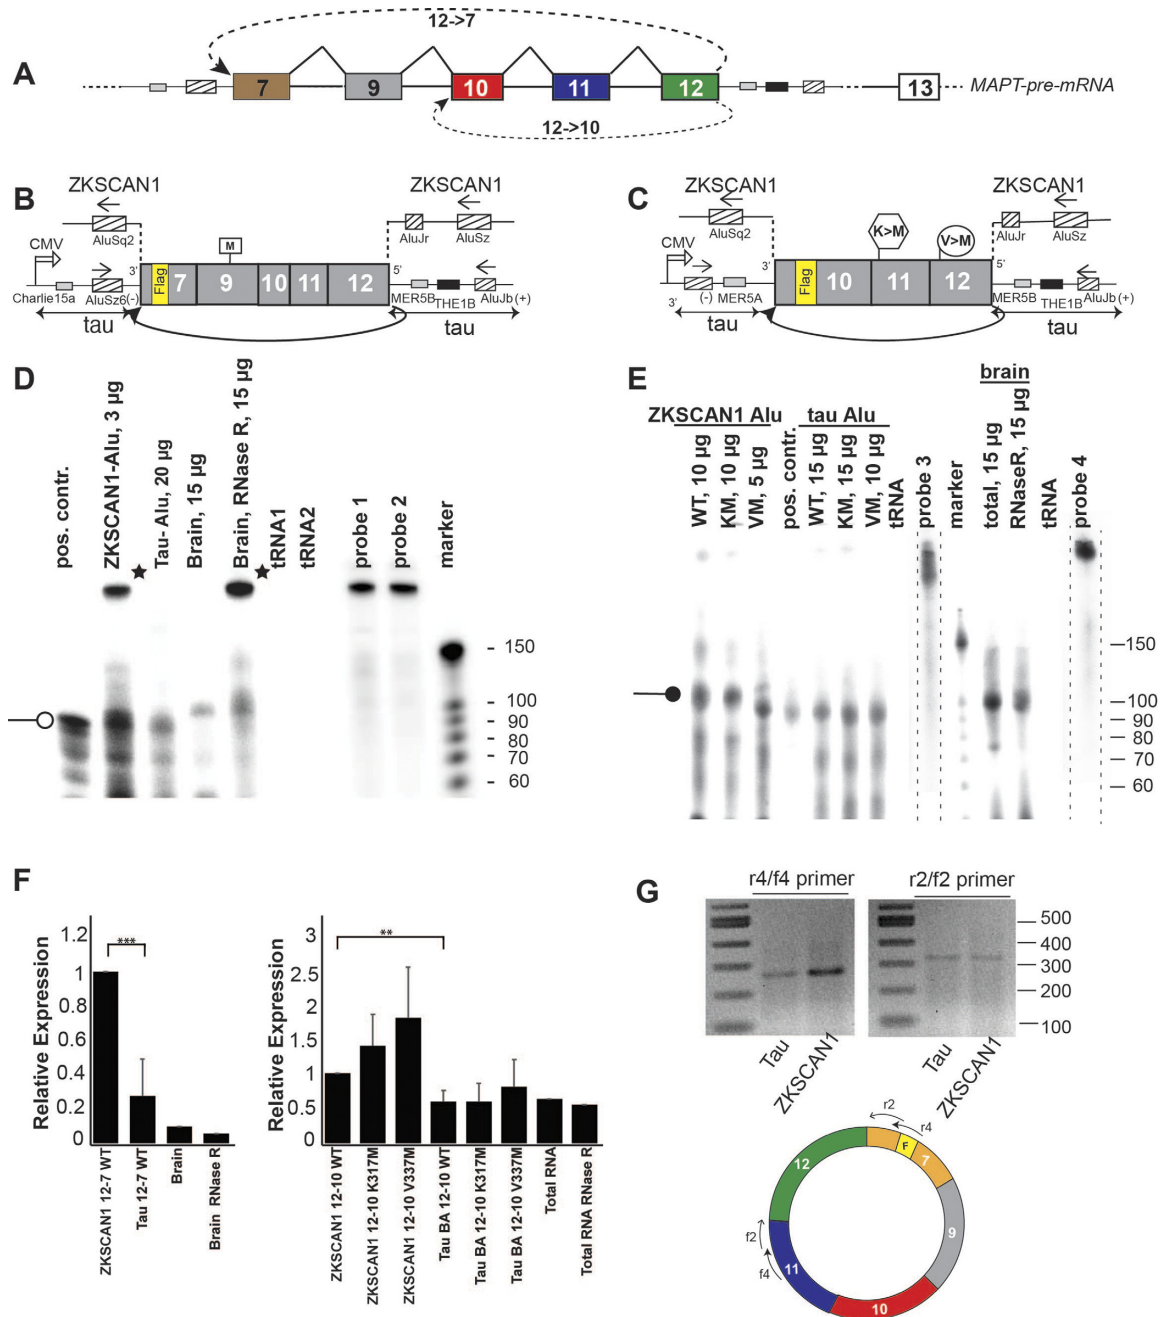 12->7
A
7
9
10
11
12
13
MAPT-pre-mRNA
12->10
B
ZKSCAN1
ZKSCAN1
AluSq2
AluJr
AluSz
M
CMV
3'
5'
Flag
7
9
10
11
12
Charlie15a
AluSz6(-)
MER5B
THE1B
AluJb(+)
tau
tau
C
ZKSCAN1
ZKSCAN1
AluSq2
AluJr
AluSz
K>M
V>M
CMV
3'
5'
Flag
10
11
12
3'
(-)
MER5A
MER5B
THE1B
AluJb (+)
tau
tau
D
pos. contr.
ZKSCAN1-Alu, 3 µg
★
Tau- Alu, 20 µg
Brain, 15 µg
Brain, RNase R, 15 µg
★
tRNA1
tRNA2
probe 1
probe 2
marker
- 150
- 100
- 90
- 80
- 70
- 60
E
ZKSCAN1 Alu
tau Alu
brain
WT, 10 µg
KM, 10 µg
VM, 5 µg
pos. contr.
WT, 15 µg
KM, 15 µg
VM, 10 µg
tRNA
probe 3
marker
total, 15 µg
RNaseR, 15 µg
tRNA
probe 4
150
100
90
80
70
60
F
Relative Expression
1.2
1
0.8
0.6
0.4
0.2
0
***
ZKSCAN1 12-7 WT
Tau 12-7 WT
Brain
Brain RNase R
Relative Expression
3
2.5
2
1.5
1
0.5
0
**
ZKSCAN1 12-10 WT
ZKSCAN1 12-10 K317M
ZKSCAN1 12-10 V337M
Tau BA 12-10 WT
Tau BA 12-10 K317M
Tau BA 12-10 V337M
Total RNA
Total RNA RNase R
G
r4/f4 primer
r2/f2 primer
500
400
300
200
100
Tau
ZKSCAN1
Tau
ZKSCAN1
r2
r4
12
F
7
9
f2
f4
11
10